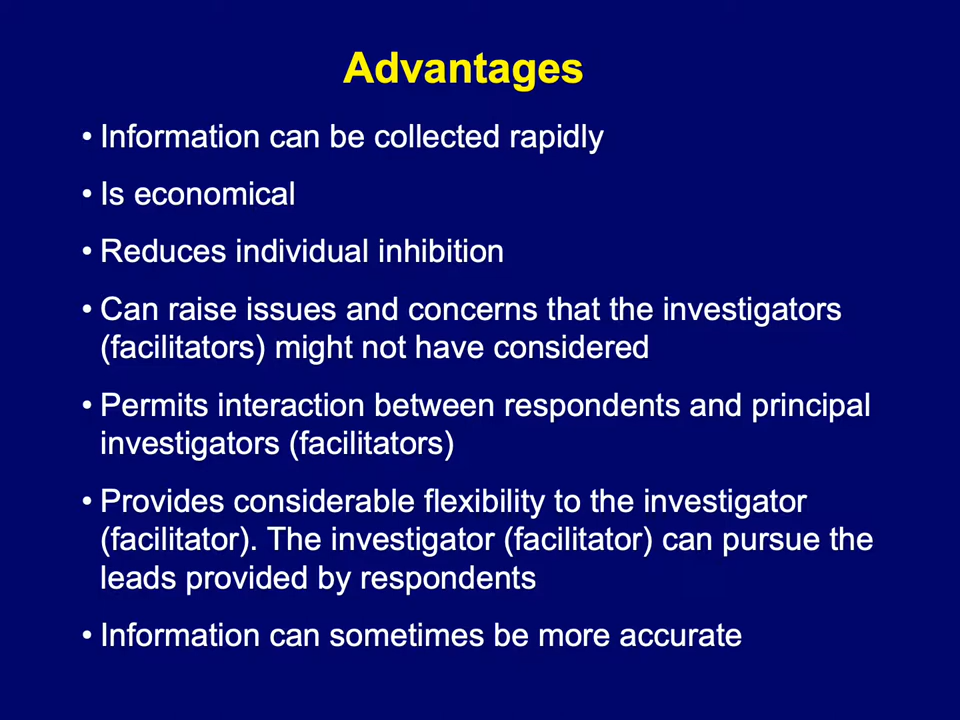 Advantages
• Information can be collected rapidly
• Is economical
• Reduces individual inhibition
• Can raise issues and concerns that the investigators
(facilitators) might not have considered
• Permits interaction between respondents and principal
investigators (facilitators)
• Provides considerable flexibility to the investigator
(facilitator). The investigator (facilitator) can pursue the
leads provided by respondents
• Information can sometimes be more accurate